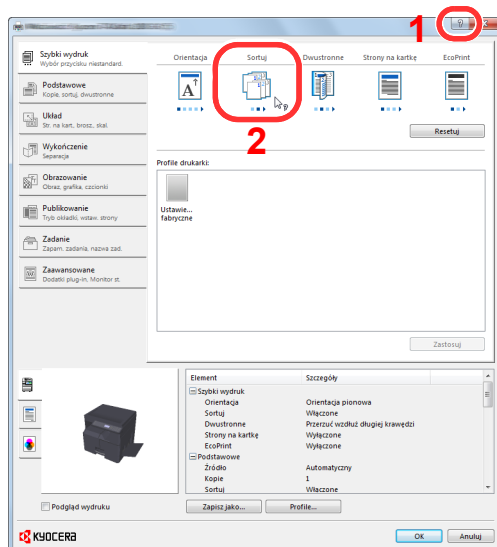 1
?
Szybki wydruk
Wybór przycisku niestandard.
Podstawowe
Kopie, sortuj, dwustronne
Układ
Str. na kart., brosz., skal.
Wykończenie
Separacja
Obrazowanie
Obraz, grafika, czcionki
Publikowanie
Tryb okładki, wstaw. strony
Zadanie
Zapam. zadania, nazwa zad.
Zaawansowane
Dodatki plug-in, Monitor st.
Orientacja Sortuj Dwustronne Strony na kartkę EcoPrint
A
2
Resetuj
Profile drukarki:
Ustawie...
fabryczne
Zastosuj
Element Szczegóły
Szybki wydruk
Orientacja Orientacja pionowa
Sortuj Włączone
Dwustronne Przerzuć wzdłuż długiej krawędzi
Strony na kartkę Wyłączone
EcoPrint Wyłączone
Podstawowe
Źródło Automatyczny
Kopie 1
Sortuj Włączone
Podgląd wydruku
Zapisz jako... Profile...
KYOCERA
OK Anuluj